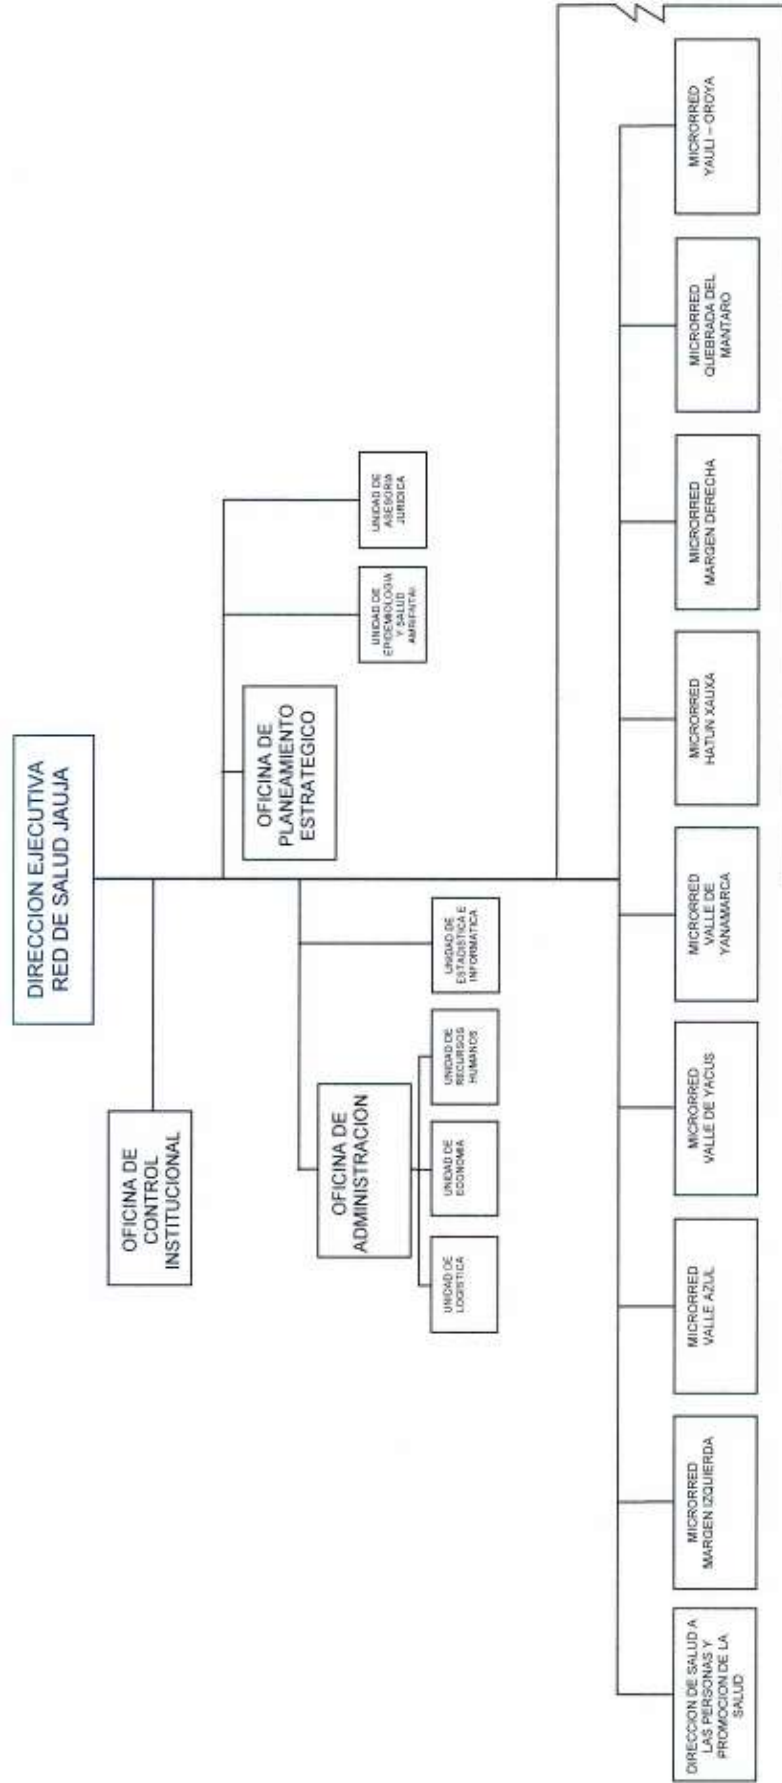 DIRECCION EJECUTIVA
RED DE SALUD JAUJA
OFICINA DE
CONTROL
INSTITUCIONAL
OFICINA DE
PLANEAMIENTO
ESTRATEGICO
UNIDAD DE
EPIDEMIOLOGIA
Y SALUD
AMBIENTAL
UNIDAD DE
ASESORIA
JURIDICA
OFICINA DE
ADMINISTRACION
UNIDAD DE
LOGISTICA
UNIDAD DE
ECONOMIA
UNIDAD DE
RECURSOS
HUMANOS
UNIDAD DE
ESTADISTICA E
INFORMATICA
DIRECCION DE SALUD A
LAS PERSONAS Y
PROMOCION DE LA
SALUD
MICRORRED
MARGEN IZQUIERDA
MICRORRED
VALLE AZUL
MICRORRED
VALLE DE YACUS
MICRORRED
VALLE DE
YANAMARCA
MICRORRED
HATUN XAUXA
MICRORRED
MARGEN DERECHA
MICRORRED
QUEBRADA DEL
MANTARO
MICRORRED
YAULI – OROYA